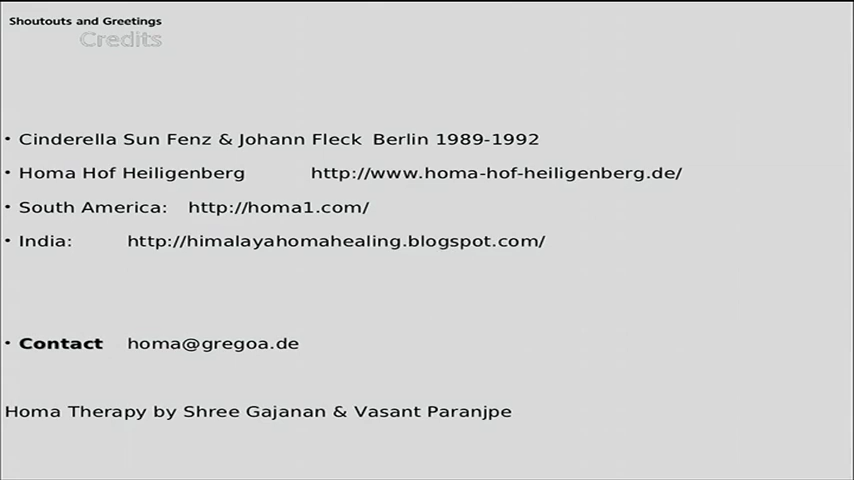 Shoutouts and Greetings
Credits
• Cinderella Sun Fenz & Johann Fleck Berlin 1989-1992
• Homa Hof Heiligenberg http://www.homa-hof-heiligenberg.de/
• South America: http://homa1.com/
• India: http://himalayahomahealing.blogspot.com/
• Contact homa@gregoa.de
Homa Therapy by Shree Gajanan & Vasant Paranjpe